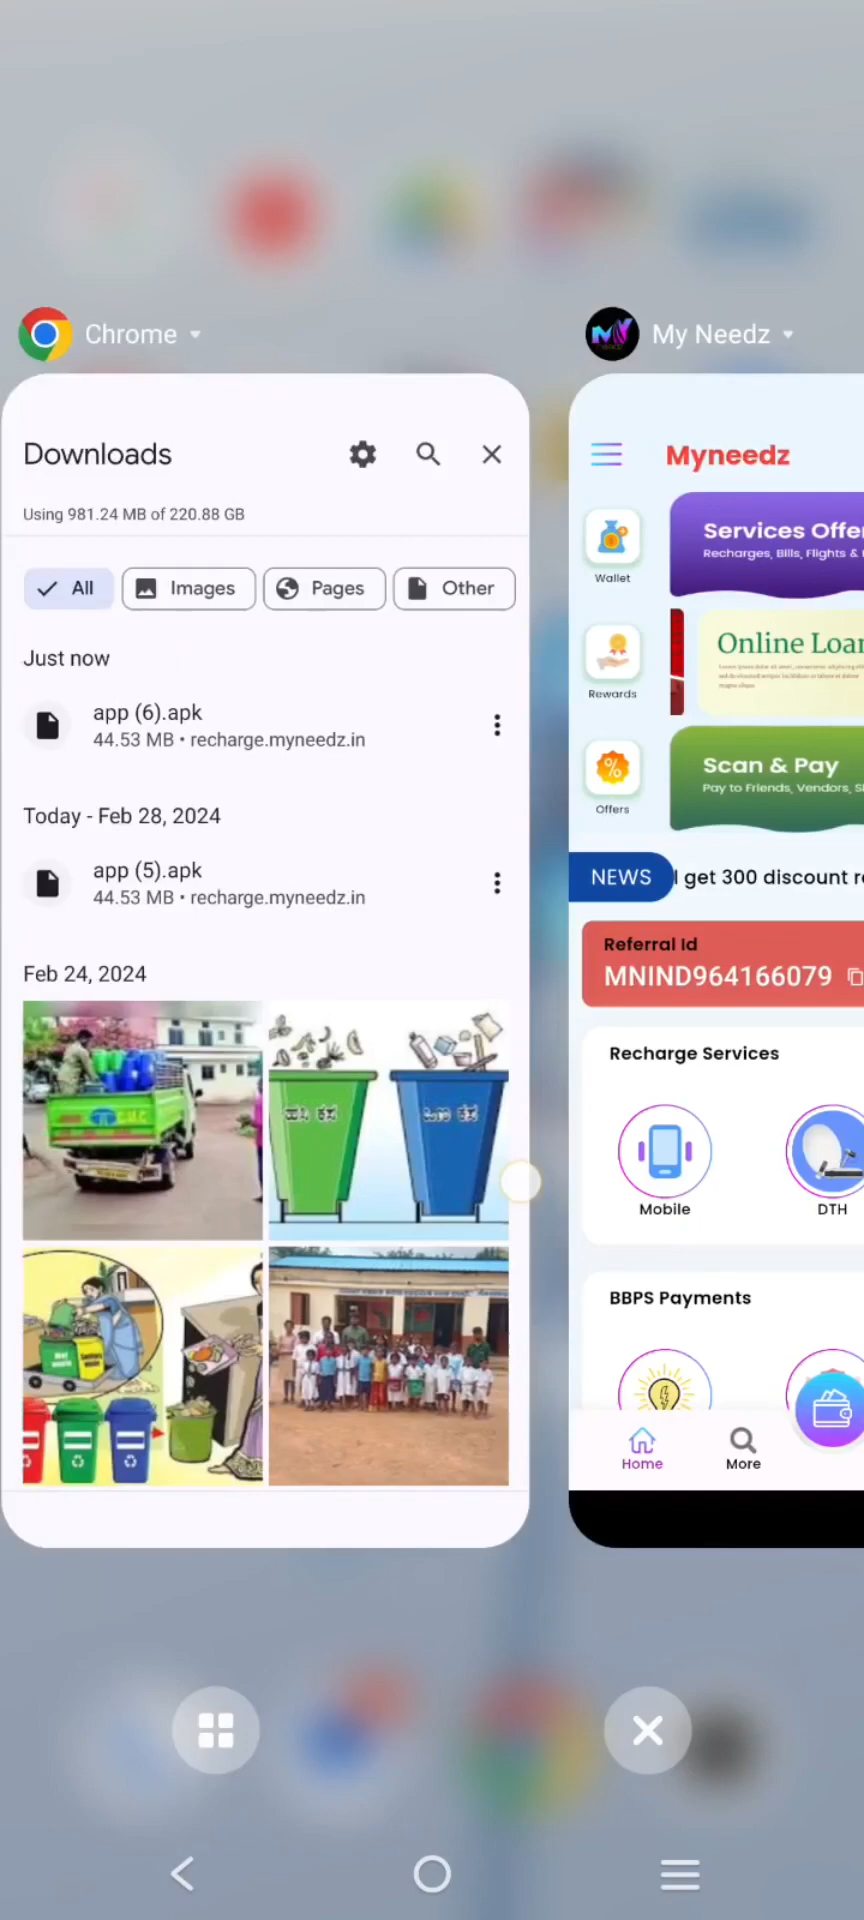 Chrome
Downloads
Using 981.24 MB of 220.88 GB
All
Images
Pages
Other
Just now
app (6).apk
44.53 MB • recharge.myneedz.in
Today - Feb 28, 2024
app (5).apk
44.53 MB • recharge.myneedz.in
Feb 24, 2024
My Needz
Myneedz
Wallet
Services Offe
Recharges, Bills, Flights &
Rewards
Online Loa
Offers
Scan & Pay
Pay to Friends, Vendors,
NEWS
get 300 discount
Referral Id
MNIND964166079
Recharge Services
Mobile
DTH
BBPS Payments
Home
More